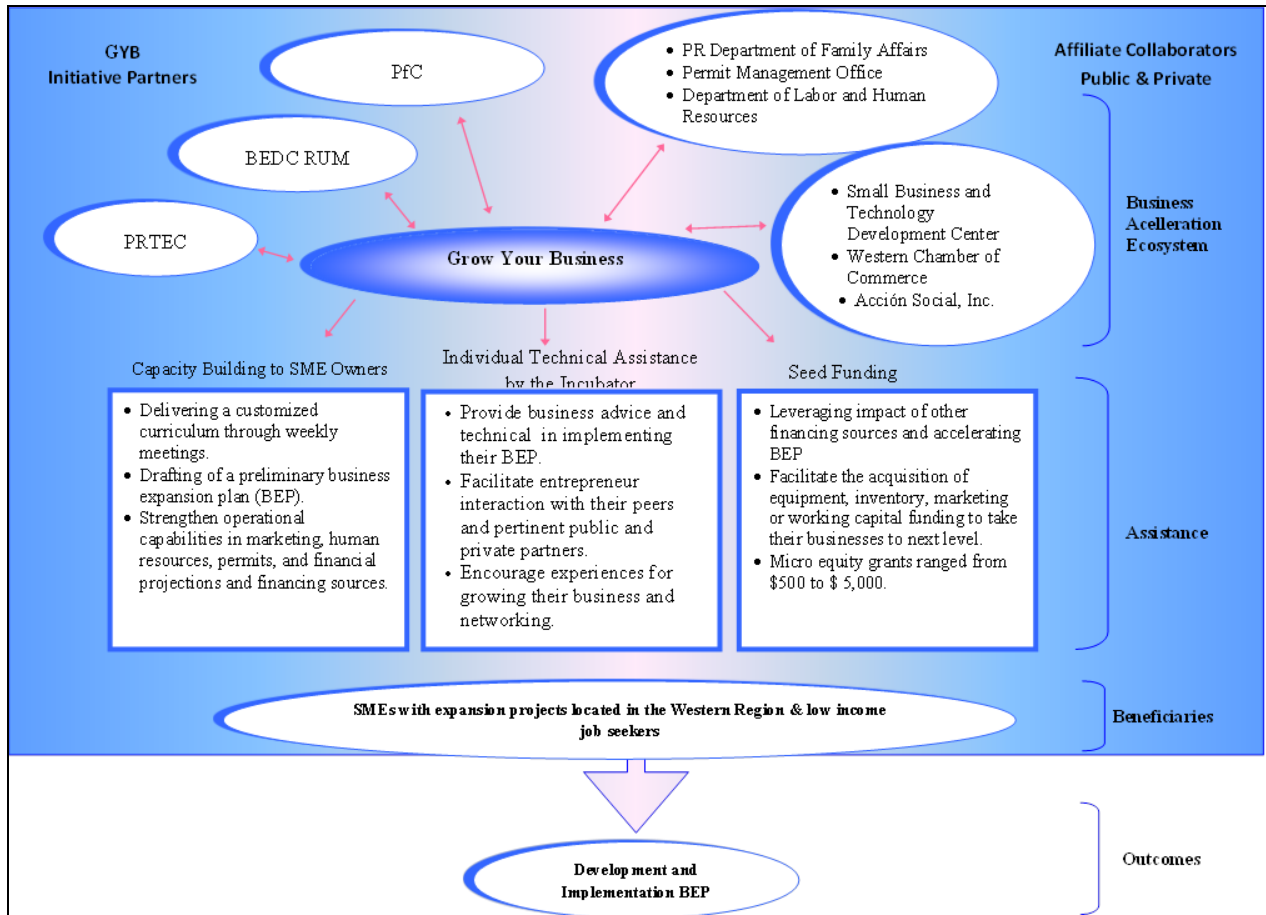 GYB
Initiative Partners
PfC
BEDC RUM
PRTEC
• PR Department of Family Affairs
• Permit Management Office
• Department of Labor and Human
Resources
Affiliate Collaborators
Public & Private
• Small Business and
Technology
Development Center
• Western Chamber of
Commerce
• Acción Social, Inc.
Business
Acelleration
Ecosystem
Grow Your Business
Capacity Building to SME Owners
• Delivering a customized
curriculum through weekly
meetings.
• Drafting of a preliminary business
expansion plan (BEP).
• Strengthen operational
capabilities in marketing, human
resources, permits, and financial
projections and financing sources.
Individual Technical Assistance
by the Incubator
• Provide business advice and
technical in implementing
their BEP.
• Facilitate entrepreneur
interaction with their peers
and pertinent public and
private partners.
• Encourage experiences for
growing their business and
networking.
Seed Funding
• Leveraging impact of other
financing sources and accelerating
BEP
• Facilitate the acquisition of
equipment, inventory, marketing
or working capital funding to take
their businesses to next level.
• Micro equity grants ranged from
$500 to $ 5,000.
Assistance
SMEs with expansion projects located in the Western Region & low income
job seekers
Beneficiaries
Development and
Implementation BEP
Outcomes